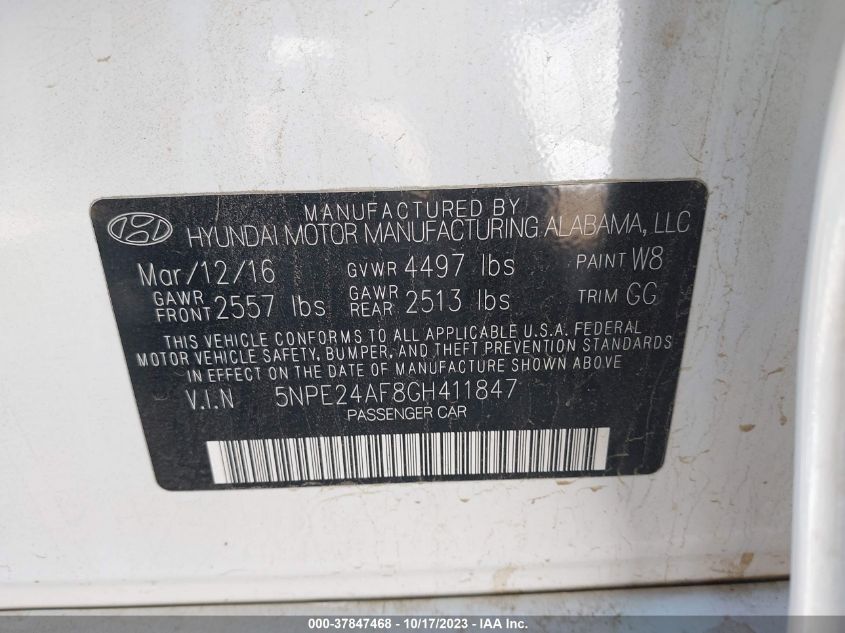 MANUFACTURED BY
HYUNDAI MOTOR MANUFACTURING ALABAMA, LLC
Mar/12/16 GVWR 4497 lbs PAINT W8
GAWR FRONT 2557 lbs GAWR REAR 2513 lbs TRIM GG
THIS VEHICLE CONFORMS TO ALL APPLICABLE U.S.A. FEDERAL
MOTOR VEHICLE SAFETY, BUMPER, AND THEFT PREVENTION STANDARDS
IN EFFECT ON THE DATE OF MANUFACTURE SHOWN ABOVE.
V.I.N 5NPE24AF8GH411847
PASSENGER CAR
000-37847468 - 10/17/2023 - IAA Inc.